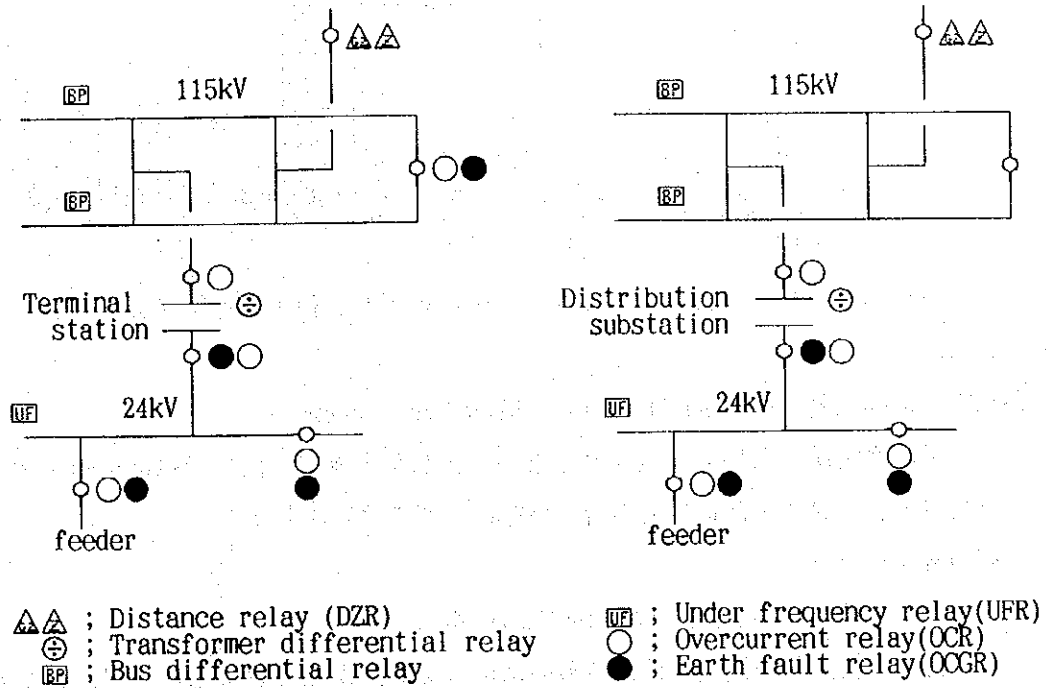 115kV
BP
BP
Terminal
station
24kV
UF
feeder
115kV
BP
BP
Distribution
substation
24kV
UF
feeder
; Distance relay (DZR)
; Transformer differential relay
BP ; Bus differential relay
UF ; Under frequency relay(UFR)
; Overcurrent relay(OCR)
; Earth fault relay(OCGR)